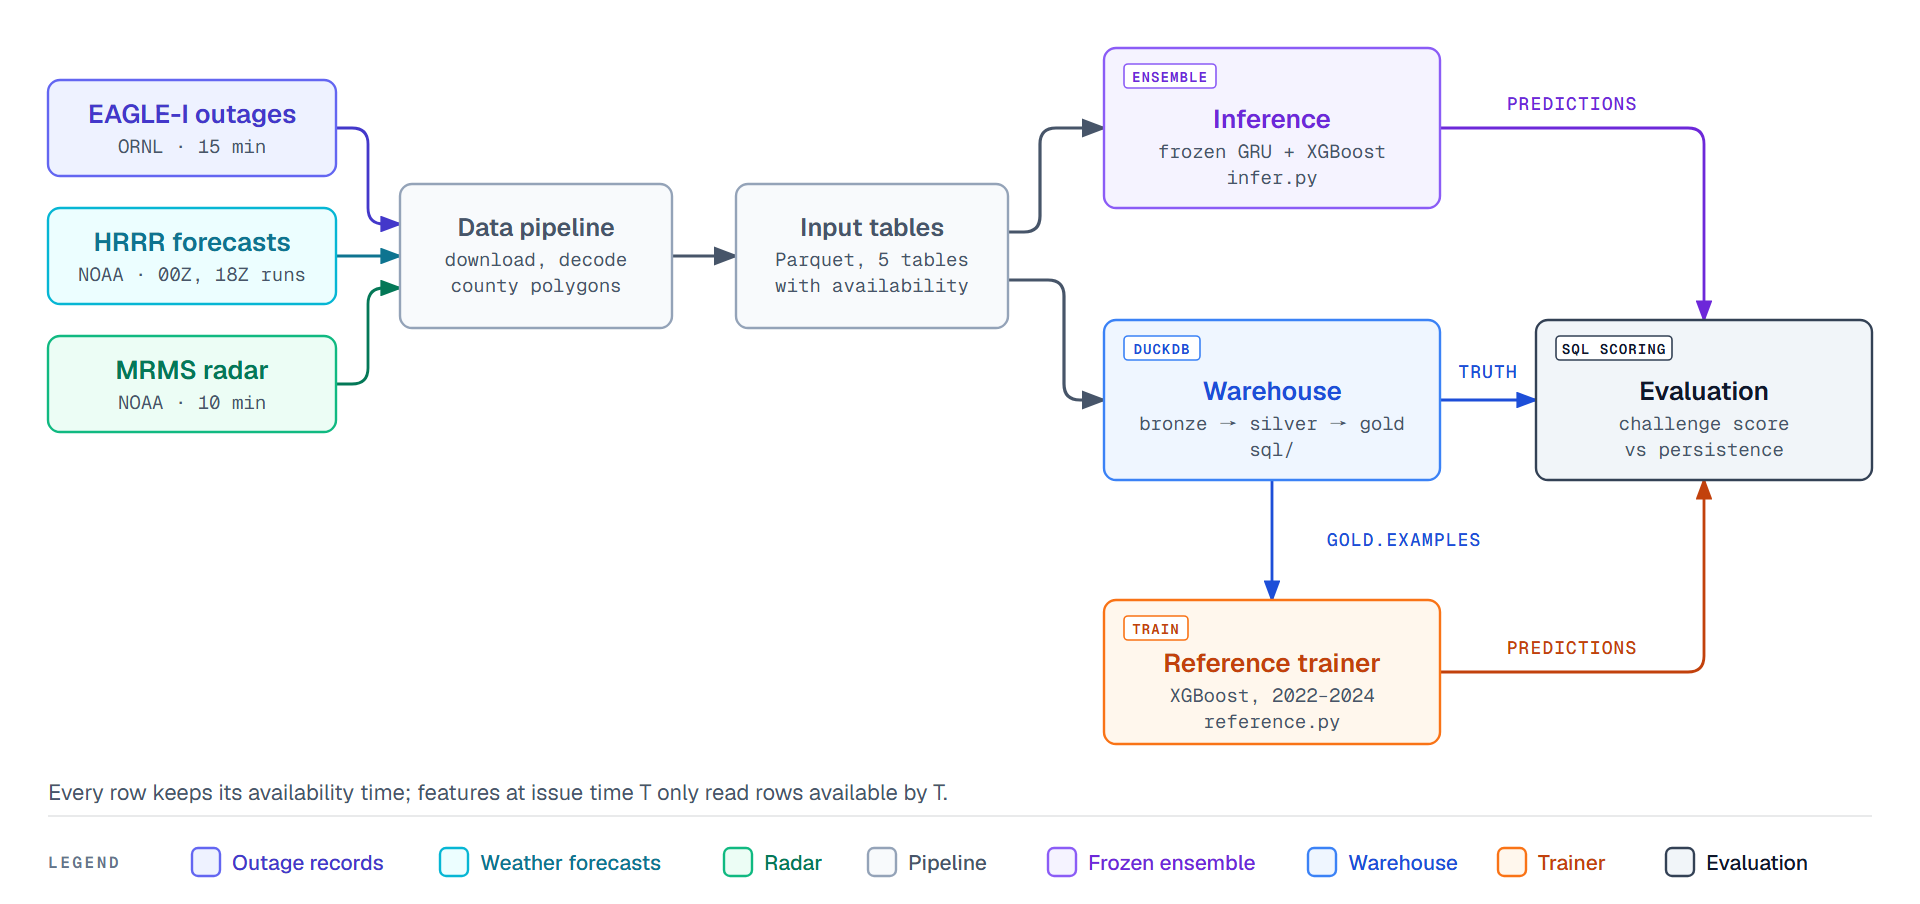 EAGLE-I outages
ORNL · 15 min
HRRR forecasts
NOAA · 00Z, 18Z runs
MRMS radar
NOAA · 10 min
Data pipeline
download, decode
county polygons
Input tables
Parquet, 5 tables
with availability
ENSEMBLE
Inference
frozen GRU + XGBoost
infer.py
PREDICTIONS
DUCKDB
Warehouse
bronze → silver → gold
sql/
TRUTH
SQL SCORING
Evaluation
challenge score
vs persistence
GOLD.EXAMPLES
TRAIN
Reference trainer
XGBoost, 2022–2024
reference.py
PREDICTIONS
Every row keeps its availability time; features at issue time T only read rows available by T.
LEGEND
Outage records
Weather forecasts
Radar
Pipeline
Frozen ensemble
Warehouse
Trainer
Evaluation